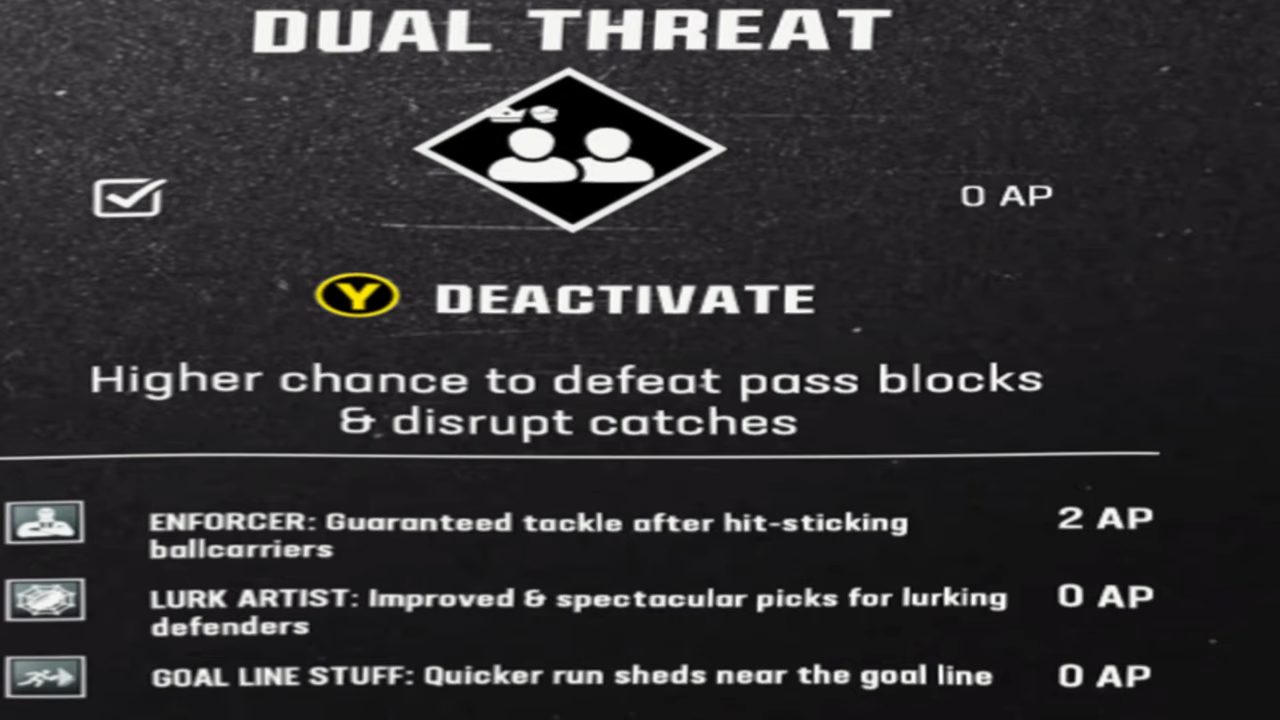 DUAL THREAT
0 AP
Y DEACTIVATE
Higher chance to defeat pass blocks
& disrupt catches
ENFORCER: Guaranteed tackle after hit-sticking 2 AP
ballcarriers
LURK ARTIST: Improved & spectacular picks for lurking 0 AP
defenders
GOAL LINE STUFF: Quicker run sheds near the goal line 0 AP